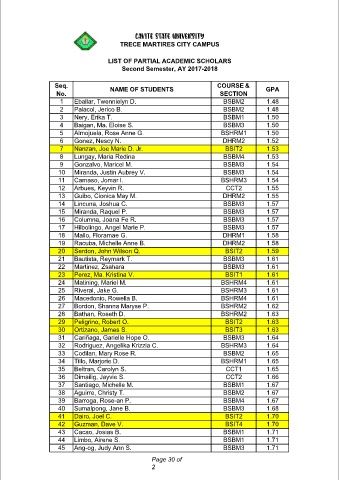 CAVITE STATE UNIVERSITY
TRECE MARTIRES CITY CAMPUS
LIST OF PARTIAL ACADEMIC SCHOLARS
Second Semester, AY 2017-2018
Seq. No. NAME OF STUDENTS COURSE & SECTION GPA
1 Eballar, Twennielyn D. BSBM2 1.48
2 Palacol, Jerico B. BSBM2 1.48
3 Nery, Erika T. BSBM1 1.50
4 Baigan, Ma. Eloise S. BSBM3 1.50
5 Almojuela, Rose Anne G. BSHRM1 1.50
6 Gonez, Nescy N. DHRM2 1.52
7 Nanzan, Joe Marie D. Jr. BSIT2 1.53
8 Lungay, Maria Redina BSBM4 1.53
9 Gonzalvo, Maricel M. BSBM3 1.54
10 Miranda, Justin Aubrey V. BSBM3 1.54
11 Camaso, Jomar I. BSHRM3 1.54
12 Arbues, Keyvin R. CCT2 1.55
13 Guibo, Cionica May M. DHRM2 1.55
14 Lincuna, Joshua C. BSBM3 1.57
15 Miranda, Raquel P. BSBM3 1.57
16 Columna, Joana Fe R. BSBM3 1.57
17 Hilbolingo, Angel Marie P. BSBM3 1.57
18 Mallo, Floramae G. DHRM1 1.58
19 Racuba, Michelle Anne B. DHRM2 1.58
20 Serdon, John Wilson Q. BSIT2 1.59
21 Bautista, Reymark T. BSBM3 1.61
22 Martinez, Zsahara BSBM3 1.61
23 Perez, Ma. Kristina V. BSIT1 1.61
24 Malining, Mariel M. BSHRM4 1.61
25 Riveral, Jake G. BSHRM3 1.61
26 Macedonio, Rowella B. BSHRM4 1.61
27 Bordon, Shanna Maryse P. BSHRM2 1.62
28 Bathan, Roseth D. BSHRM2 1.63
29 Peligrino, Robert O. BSIT2 1.63
30 Ortizano, James S. BSIT3 1.63
31 Cariñaga, Garielle Hope O. BSBM3 1.64
32 Rodriguez, Angelika Krizzia C. BSHRM3 1.64
33 Codilan, Mary Rose R. BSBM2 1.65
34 Tillo, Marjorie D. BSHRM1 1.65
35 Beltran, Carolyn S. CCT1 1.65
36 Dimailig, Jayvie S. CCT2 1.66
37 Santiago, Michelle M. BSBM1 1.67
38 Aguirre, Christy T. BSBM2 1.67
39 Barroga, Rose-an P. BSBM4 1.67
40 Sumalpong, Jane B. BSBM3 1.68
41 Dairo, Joel C. BSIT2 1.70
42 Guzman, Dave V. BSIT4 1.70
43 Cacao, Josias B. BSBM1 1.71
44 Limbo, Airene S. BSBM1 1.71
45 Ang-og, Judy Ann S. BSBM3 1.71
Page 30 of
2